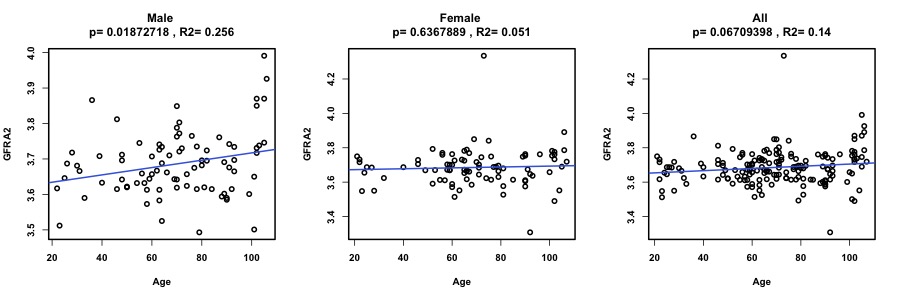 Male
p= 0.01872718 , R2= 0.256
GFRA2
4.0
3.9
3.8
3.7
3.6
3.5
20 40 60 80 100
Age
Female
p= 0.6367889 , R2= 0.051
GFRA2
4.2
4.0
3.8
3.6
3.4
20 40 60 80 100
Age
All
p= 0.06709398 , R2= 0.14
GFRA2
4.2
4.0
3.8
3.6
3.4
20 40 60 80 100
Age